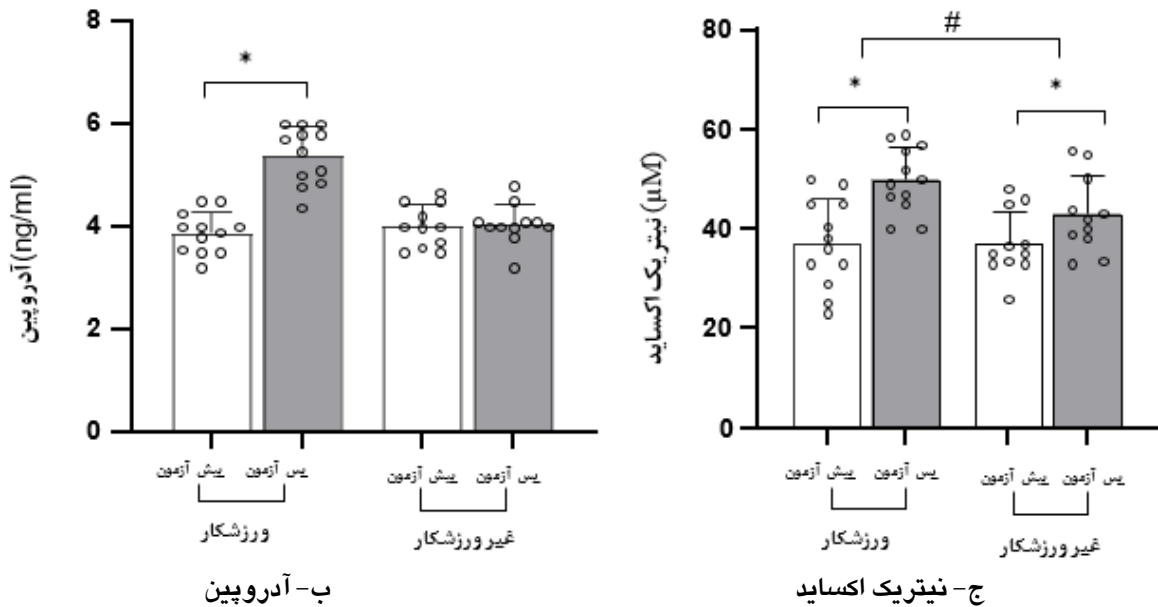 8
6
4
2
0
آدروپین (ng/ml)
*
پیش آزمون
پس آزمون
پیش آزمون
پس آزمون
ورزشکار
غیر ورزشکار
ب- آدروپین
80
60
40
20
0
نیتریک اکساید (µM)
#
*
*
پیش آزمون
پس آزمون
پیش آزمون
پس آزمون
ورزشکار
غیر ورزشکار
ج- نیتریک اکساید